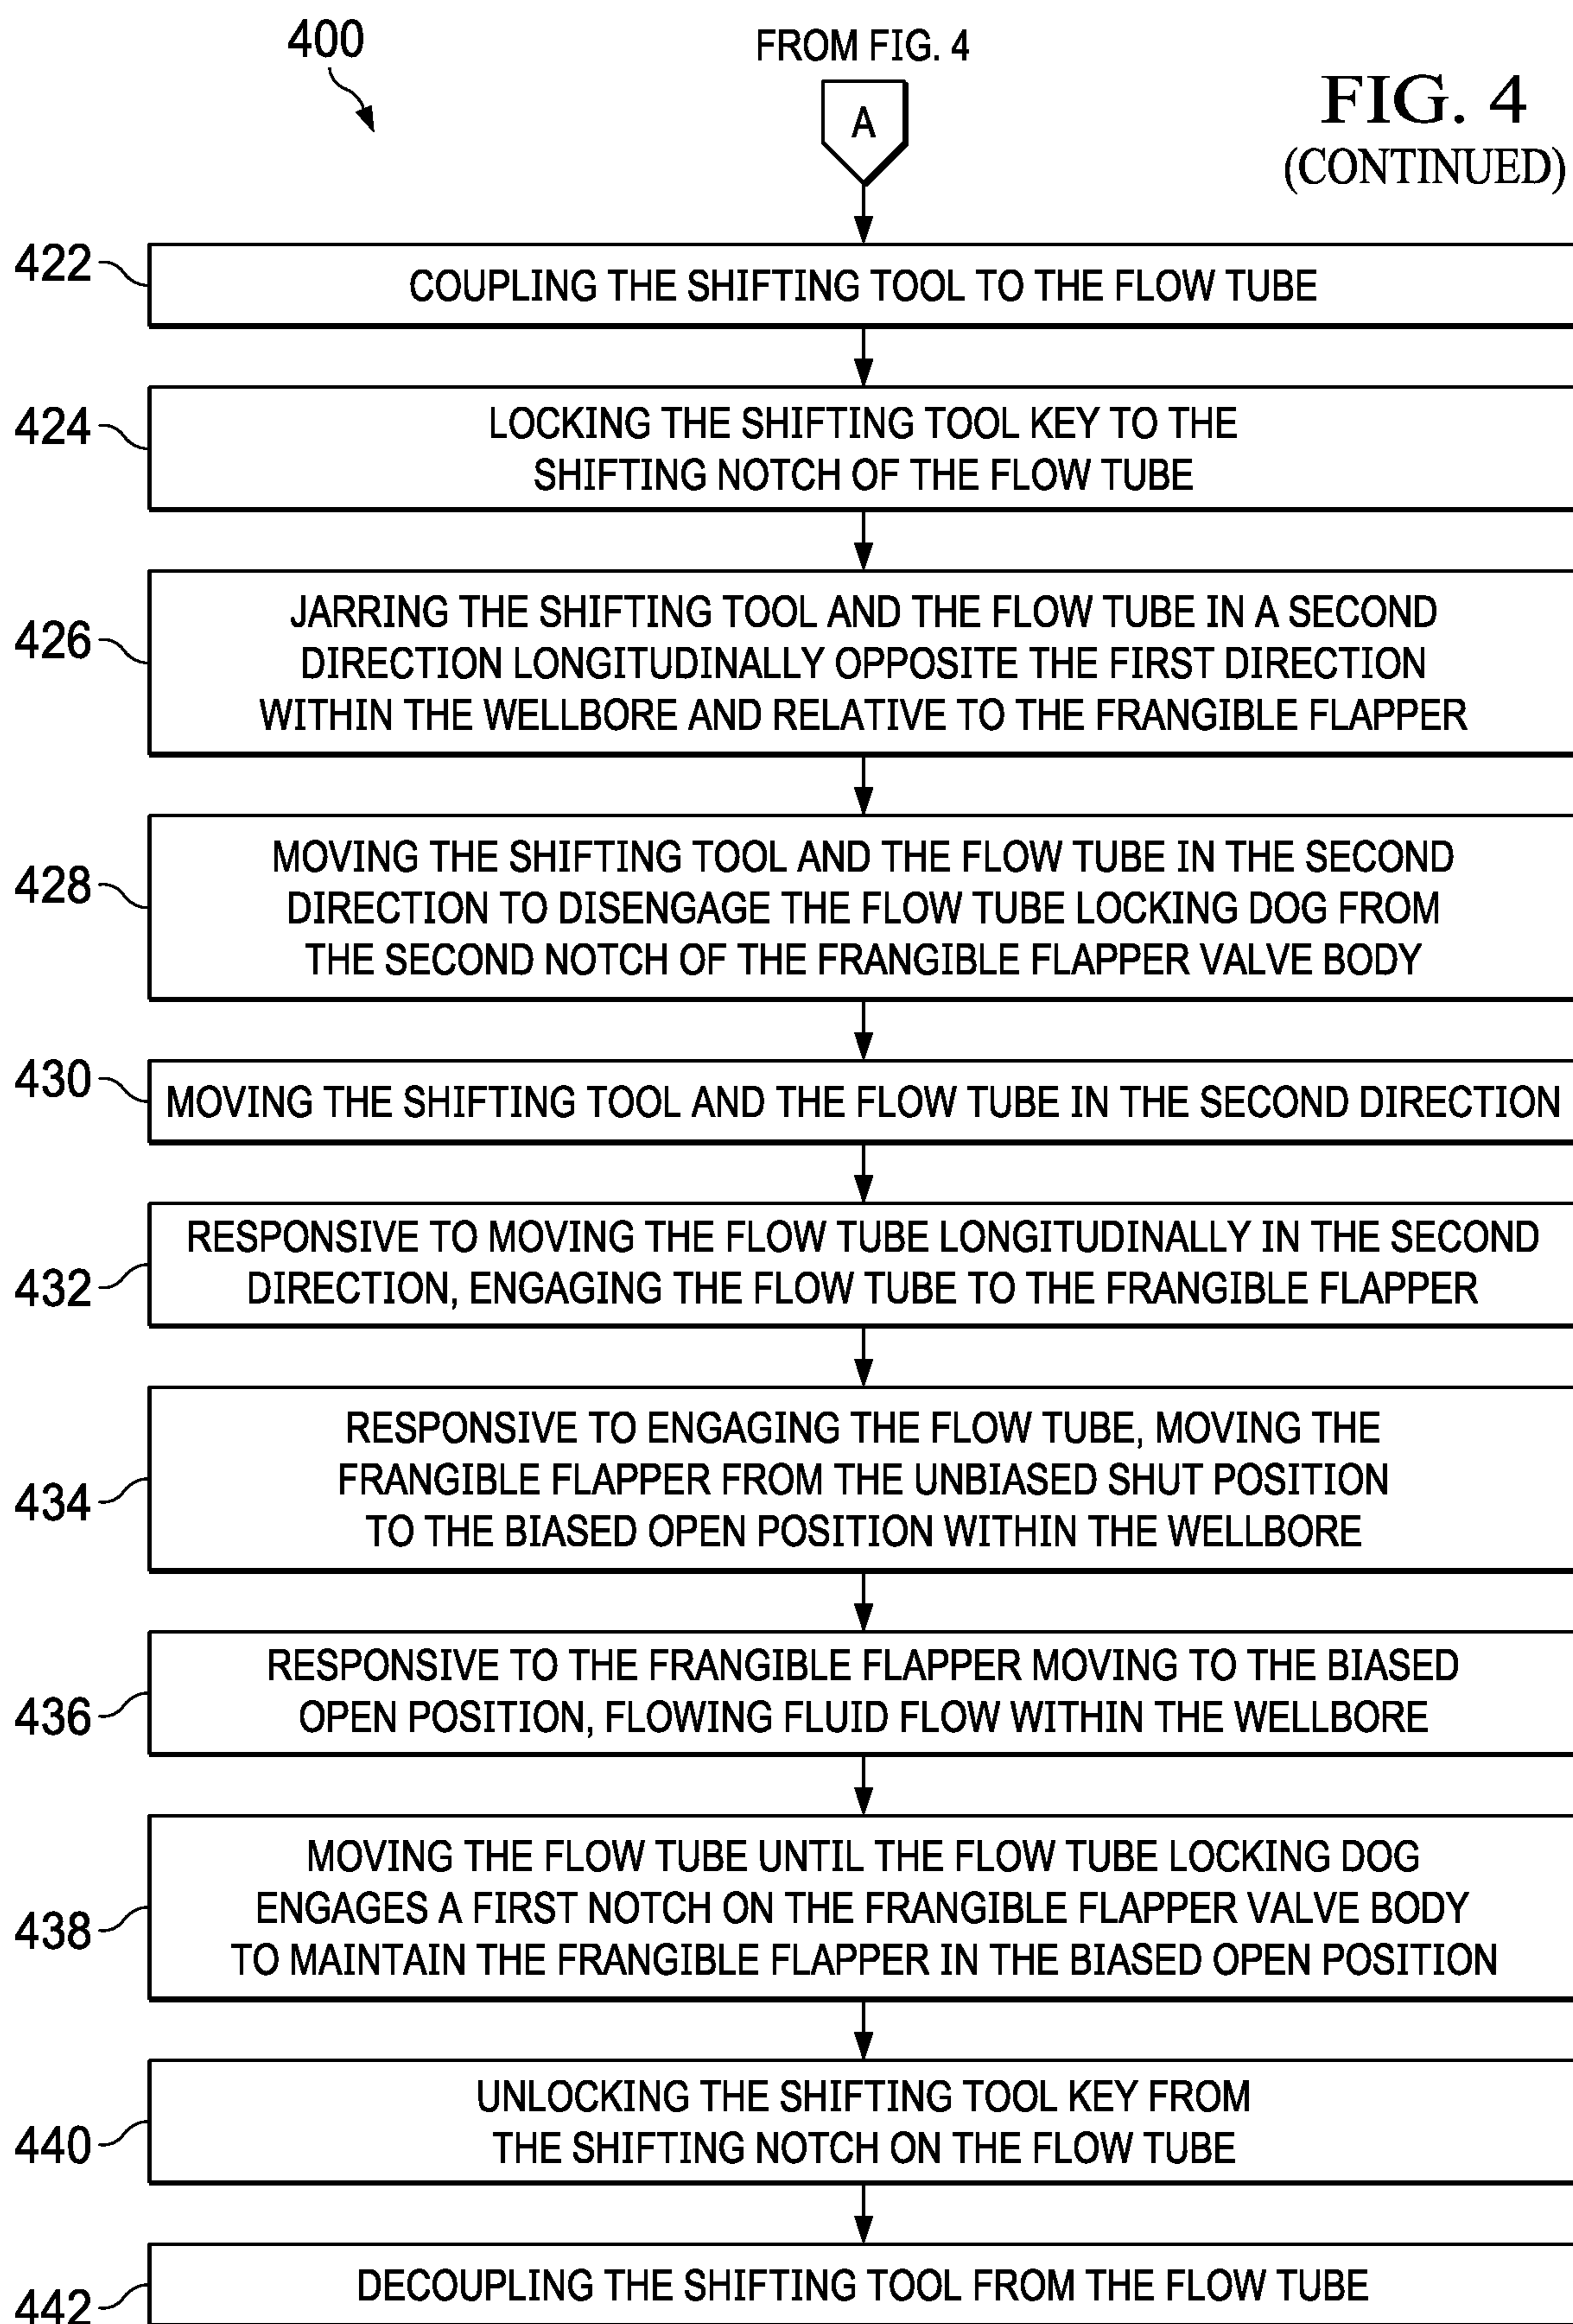 400
FROM FIG. 4
A
FIG. 4
(CONTINUED)
422
COUPLING THE SHIFTING TOOL TO THE FLOW TUBE
424
LOCKING THE SHIFTING TOOL KEY TO THE
SHIFTING NOTCH OF THE FLOW TUBE
426
JARRING THE SHIFTING TOOL AND THE FLOW TUBE IN A SECOND
DIRECTION LONGITUDINALLY OPPOSITE THE FIRST DIRECTION
WITHIN THE WELLBORE AND RELATIVE TO THE FRANGIBLE FLAPPER
428
MOVING THE SHIFTING TOOL AND THE FLOW TUBE IN THE SECOND
DIRECTION TO DISENGAGE THE FLOW TUBE LOCKING DOG FROM
THE SECOND NOTCH OF THE FRANGIBLE FLAPPER VALVE BODY
430
MOVING THE SHIFTING TOOL AND THE FLOW TUBE IN THE SECOND DIRECTION
432
RESPONSIVE TO MOVING THE FLOW TUBE LONGITUDINALLY IN THE SECOND
DIRECTION, ENGAGING THE FLOW TUBE TO THE FRANGIBLE FLAPPER
434
RESPONSIVE TO ENGAGING THE FLOW TUBE, MOVING THE
FRANGIBLE FLAPPER FROM THE UNBIASED SHUT POSITION
TO THE BIASED OPEN POSITION WITHIN THE WELLBORE
436
RESPONSIVE TO THE FRANGIBLE FLAPPER MOVING TO THE BIASED
OPEN POSITION, FLOWING FLUID FLOW WITHIN THE WELLBORE
438
MOVING THE FLOW TUBE UNTIL THE FLOW TUBE LOCKING DOG
ENGAGES A FIRST NOTCH ON THE FRANGIBLE FLAPPER VALVE BODY
TO MAINTAIN THE FRANGIBLE FLAPPER IN THE BIASED OPEN POSITION
440
UNLOCKING THE SHIFTING TOOL KEY FROM
THE SHIFTING NOTCH ON THE FLOW TUBE
442
DECOUPLING THE SHIFTING TOOL FROM THE FLOW TUBE